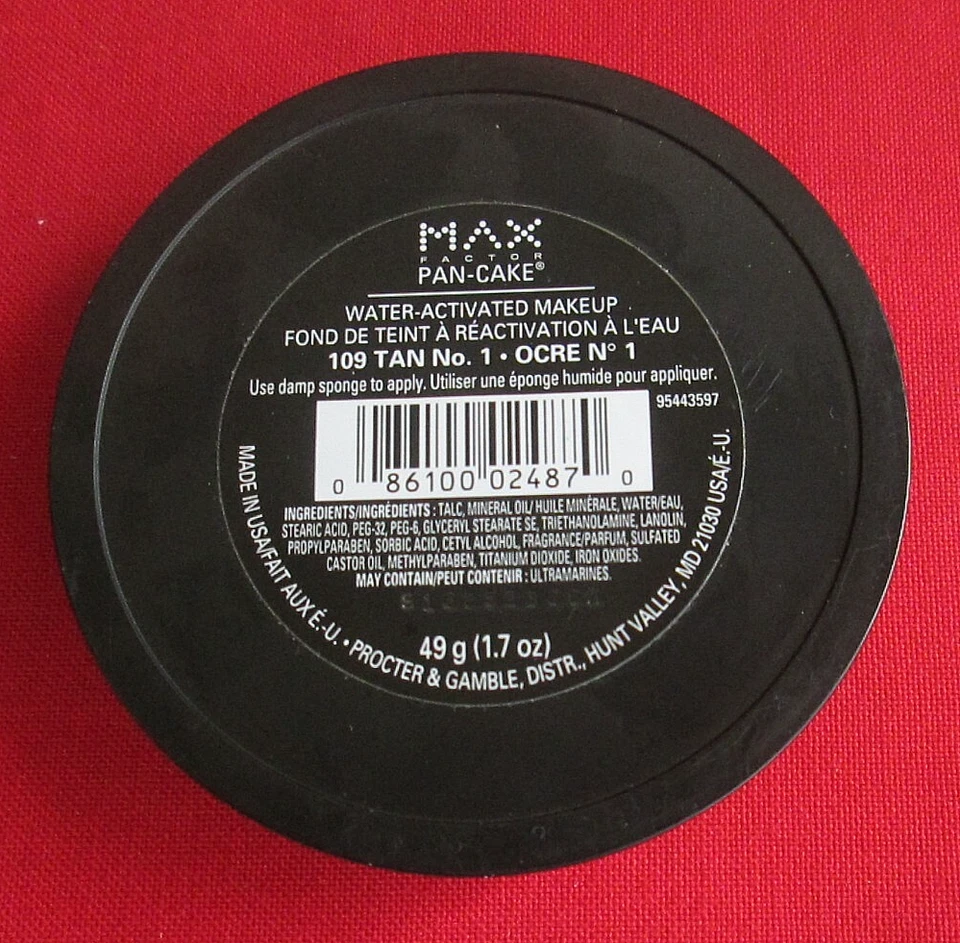 MAX
FACTOR
PAN-CAKE®
WATER-ACTIVATED MAKEUP
FOND DE TEINT À RÉACTIVATION À L'EAU
109 TAN No. 1 • OCRE N° 1
Use damp sponge to apply. Utiliser une éponge humide pour appliquer.
95443597
0 86100 02487 0
INGREDIENTS/INGRÉDIENTS : TALC, MINERAL OIL/ HUILE MINÉRALE, WATER/EAU,
STEARIC ACID, PEG-32, PEG-6, GLYCERYL STEARATE SE, TRIETHANOLAMINE, LANOLIN,
PROPYLPARABEN, SORBIC ACID, CETYL ALCOHOL, FRAGRANCE/PARFUM, SULFATED
CASTOR OIL, METHYLPARABEN, TITANIUM DIOXIDE, IRON OXIDES.
MAY CONTAIN/PEUT CONTENIR : ULTRAMARINES.
49 g (1.7 oz)
MADE IN USA/FAIT AUX É.-U. • PROCTER & GAMBLE, DISTR., HUNT VALLEY, MD 21030 USA/É.-U.